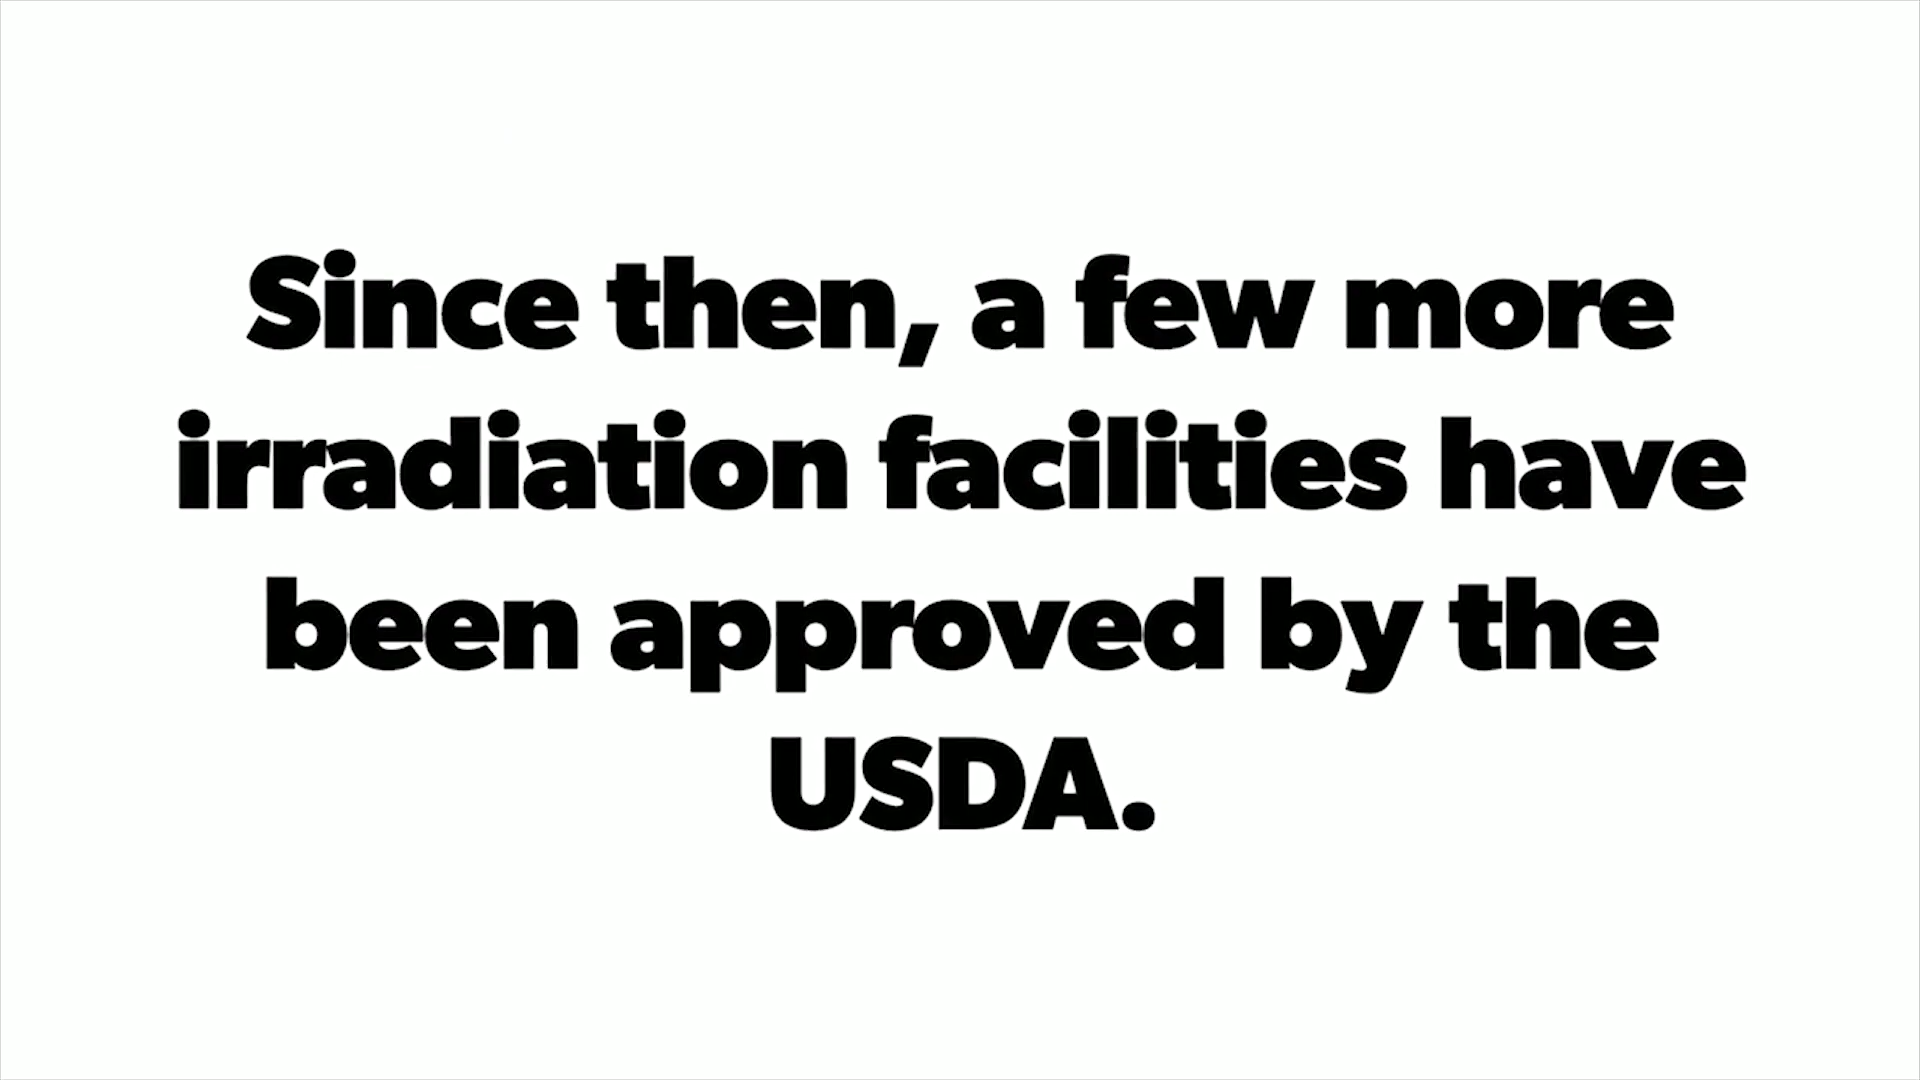 Since then, a few more
irradiation facilities have
been approved by the
USDA.